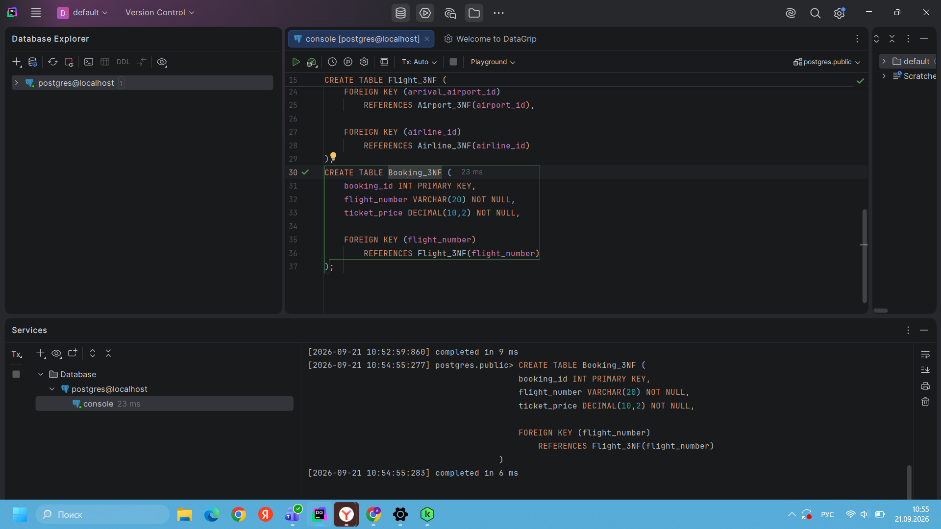 D default
Version Control
Database Explorer
console [postgres@localhost]
Welcome to DataGrip
DDL
postgres@localhost 1
Tx: Auto
Playground
postgres.public
default
Scratche
15 CREATE TABLE Flight_3NF (
24 FOREIGN KEY (arrival_airport_id)
25 REFERENCES Airport_3NF(airport_id),
26
27 FOREIGN KEY (airline_id)
28 REFERENCES Airline_3NF(airline_id)
29 );
30 CREATE TABLE Booking_3NF ( 23 ms
31 booking_id INT PRIMARY KEY,
32 flight_number VARCHAR(20) NOT NULL,
33 ticket_price DECIMAL(10,2) NOT NULL,
34
35 FOREIGN KEY (flight_number)
36 REFERENCES Flight_3NF(flight_number)
37 );
Services
Tx
Database
postgres@localhost
console 23 ms
[2026-09-21 10:52:59:860] completed in 9 ms
[2026-09-21 10:54:55:277] postgres.public> CREATE TABLE Booking_3NF (
booking_id INT PRIMARY KEY,
flight_number VARCHAR(20) NOT NULL,
ticket_price DECIMAL(10,2) NOT NULL,
FOREIGN KEY (flight_number)
REFERENCES Flight_3NF(flight_number)
)
[2026-09-21 10:54:55:283] completed in 6 ms
Поиск
РУС
10:55
21.09.2026